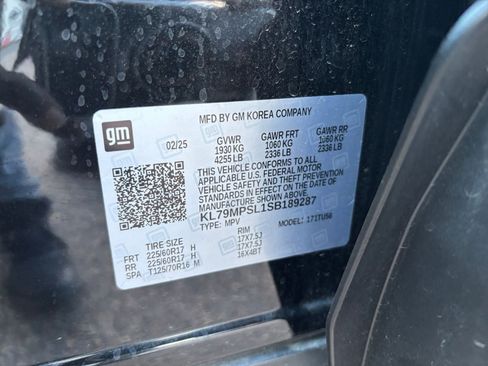 gm
MFD BY GM KOREA COMPANY
02/25 GVWR GAWR FRT GAWR RR
1930 KG 1060 KG 1060 KG
4255 LB 2336 LB 2336 LB
THIS VEHICLE CONFORMS TO ALL
APPLICABLE U.S. FEDERAL MOTOR
VEHICLE SAFETY AND THEFT
PREVENTION STANDARDS IN EFFECT
ON THE DATE OF MANUFACTURE
SHOWN ABOVE.
KL79MPSL1SB189287
TYPE: MPV MODEL: 1TU56
TIRE SIZE RIM
FRT 225/60R17 H 17X7.5J
RR 225/60R17 H 17X7.5J
SPA T125/70R16 M 16X4BT